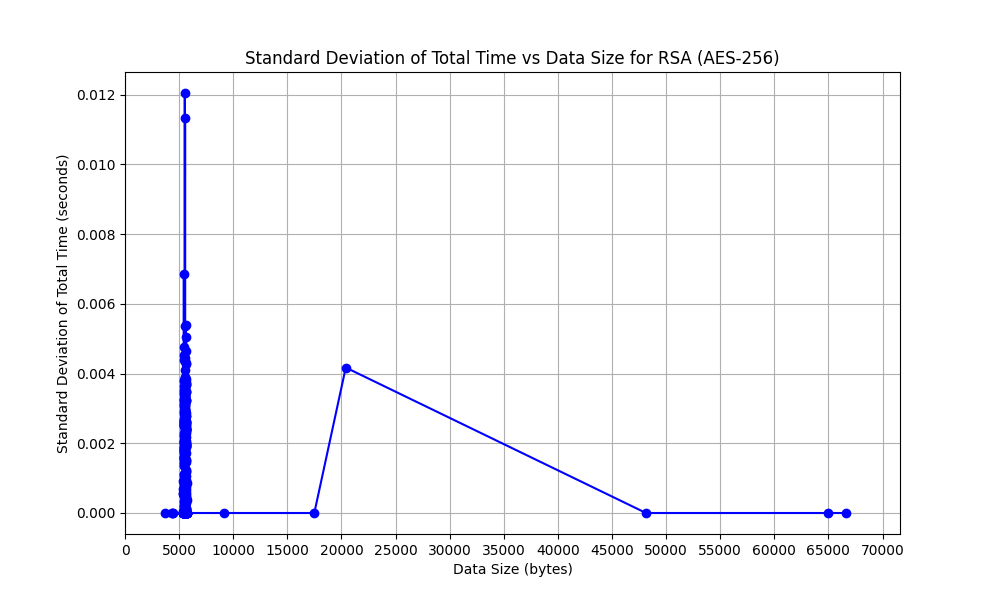 Standard Deviation of Total Time vs Data Size for RSA (AES-256)
Standard Deviation of Total Time (seconds)
0.012
0.010
0.008
0.006
0.004
0.002
0.000
0 5000 10000 15000 20000 25000 30000 35000 40000 45000 50000 55000 60000 65000 70000
Data Size (bytes)